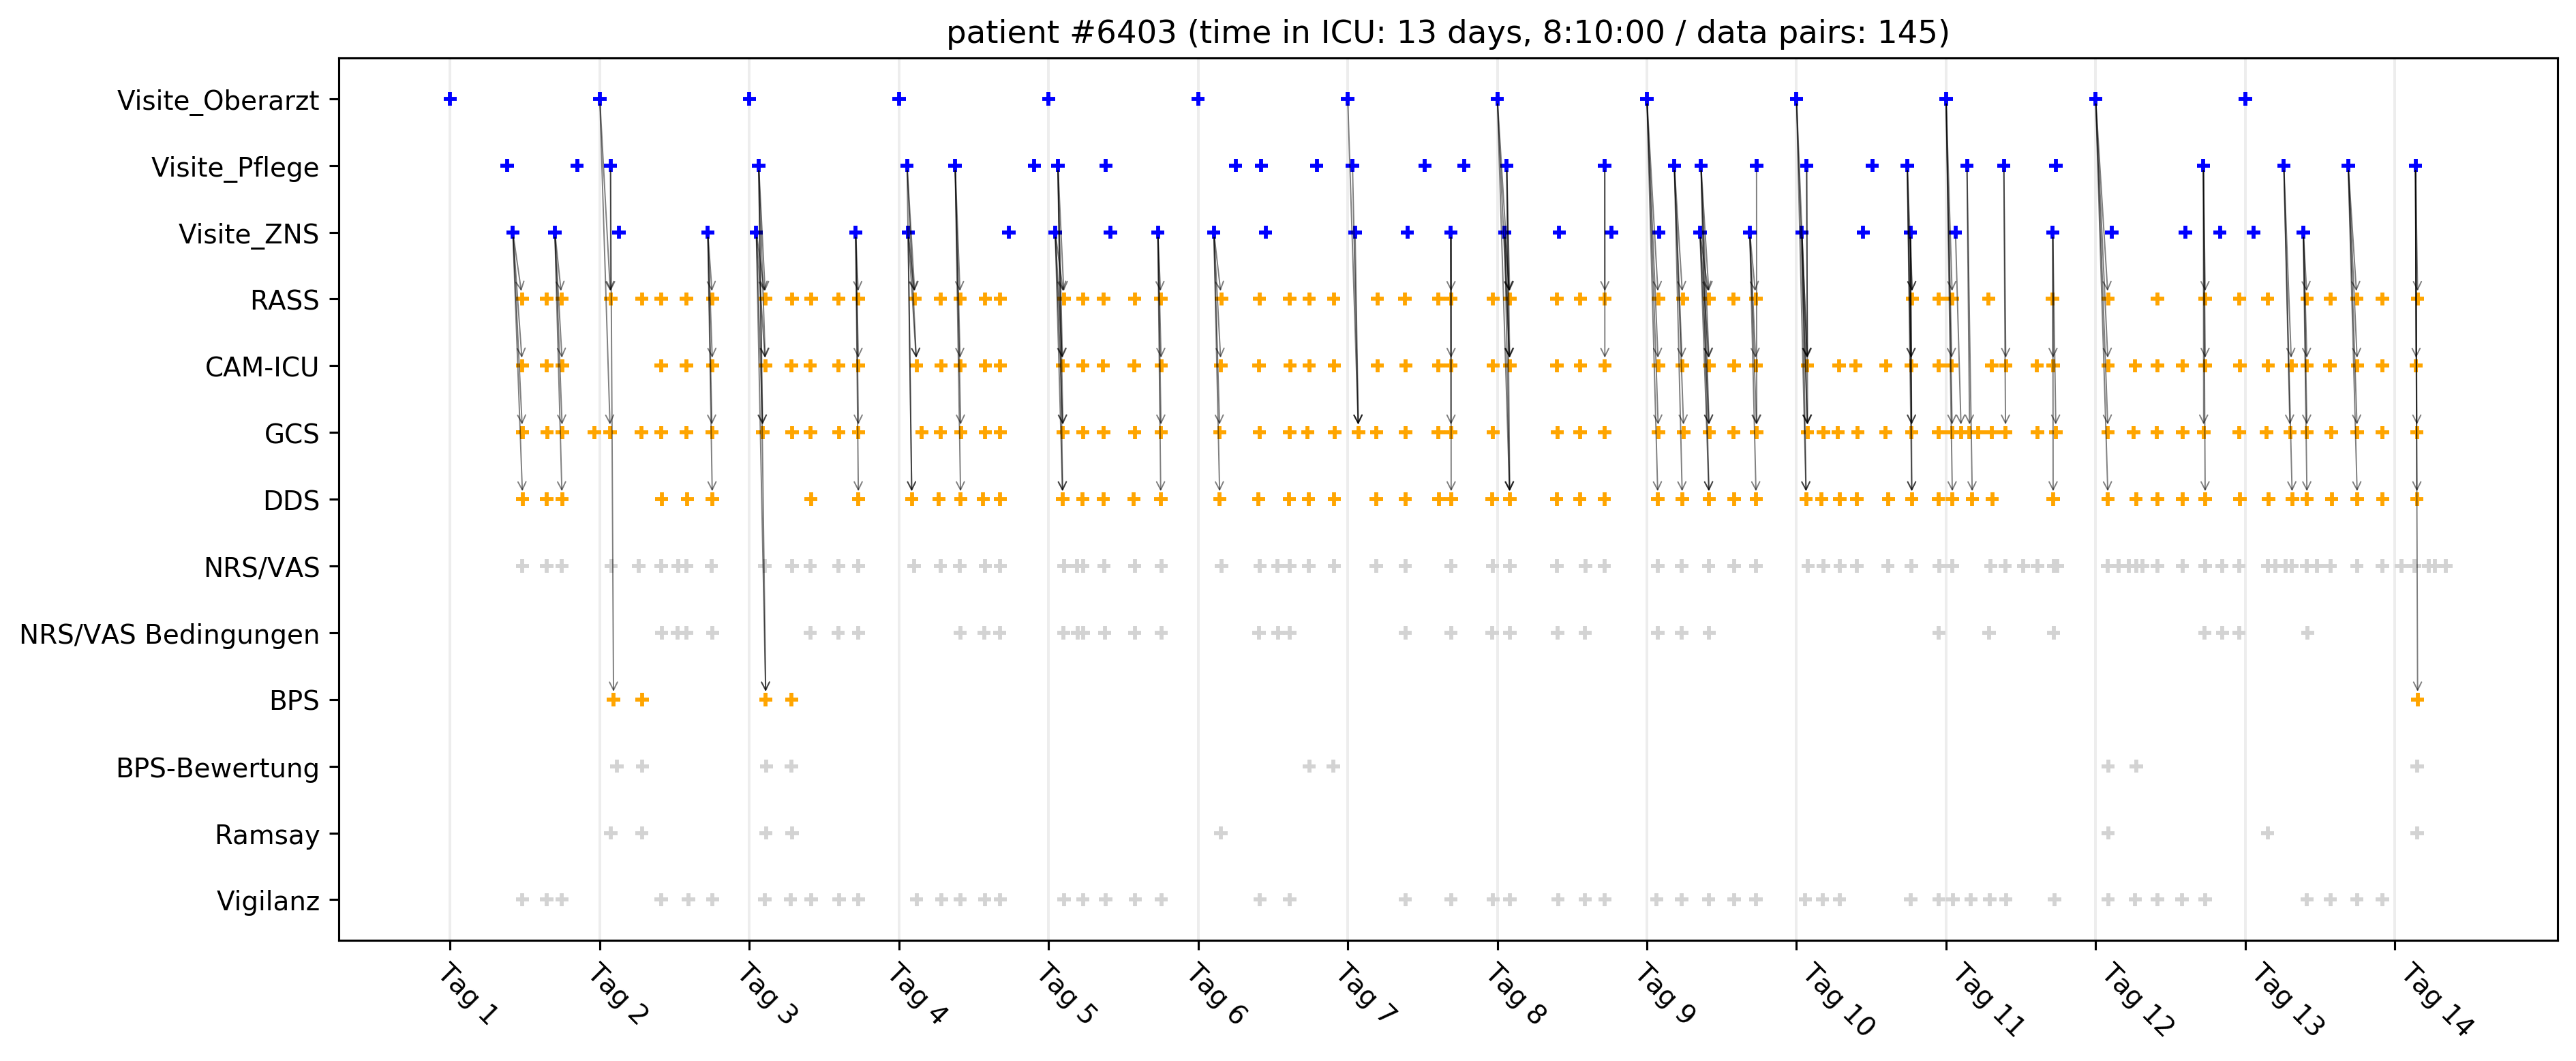 patient #6403 (time in ICU: 13 days, 8:10:00 / data pairs: 145)
Visite_Oberarzt
Visite_Pflege
Visite_ZNS
RASS
CAM-ICU
GCS
DDS
NRS/VAS
NRS/VAS Bedingungen
BPS
BPS-Bewertung
Ramsay
Vigilanz
Tag 1
Tag 2
Tag 3
Tag 4
Tag 5
Tag 6
Tag 7
Tag 8
Tag 9
Tag 10
Tag 11
Tag 12
Tag 13
Tag 14